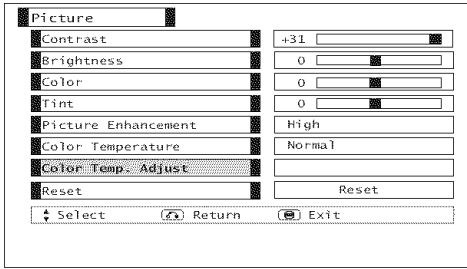 Picture
Contrast +31
Brightness 0
Color 0
Tint 0
Picture Enhancement High
Color Temperature Normal
Color Temp. Adjust
Reset Reset
Select Return Exit